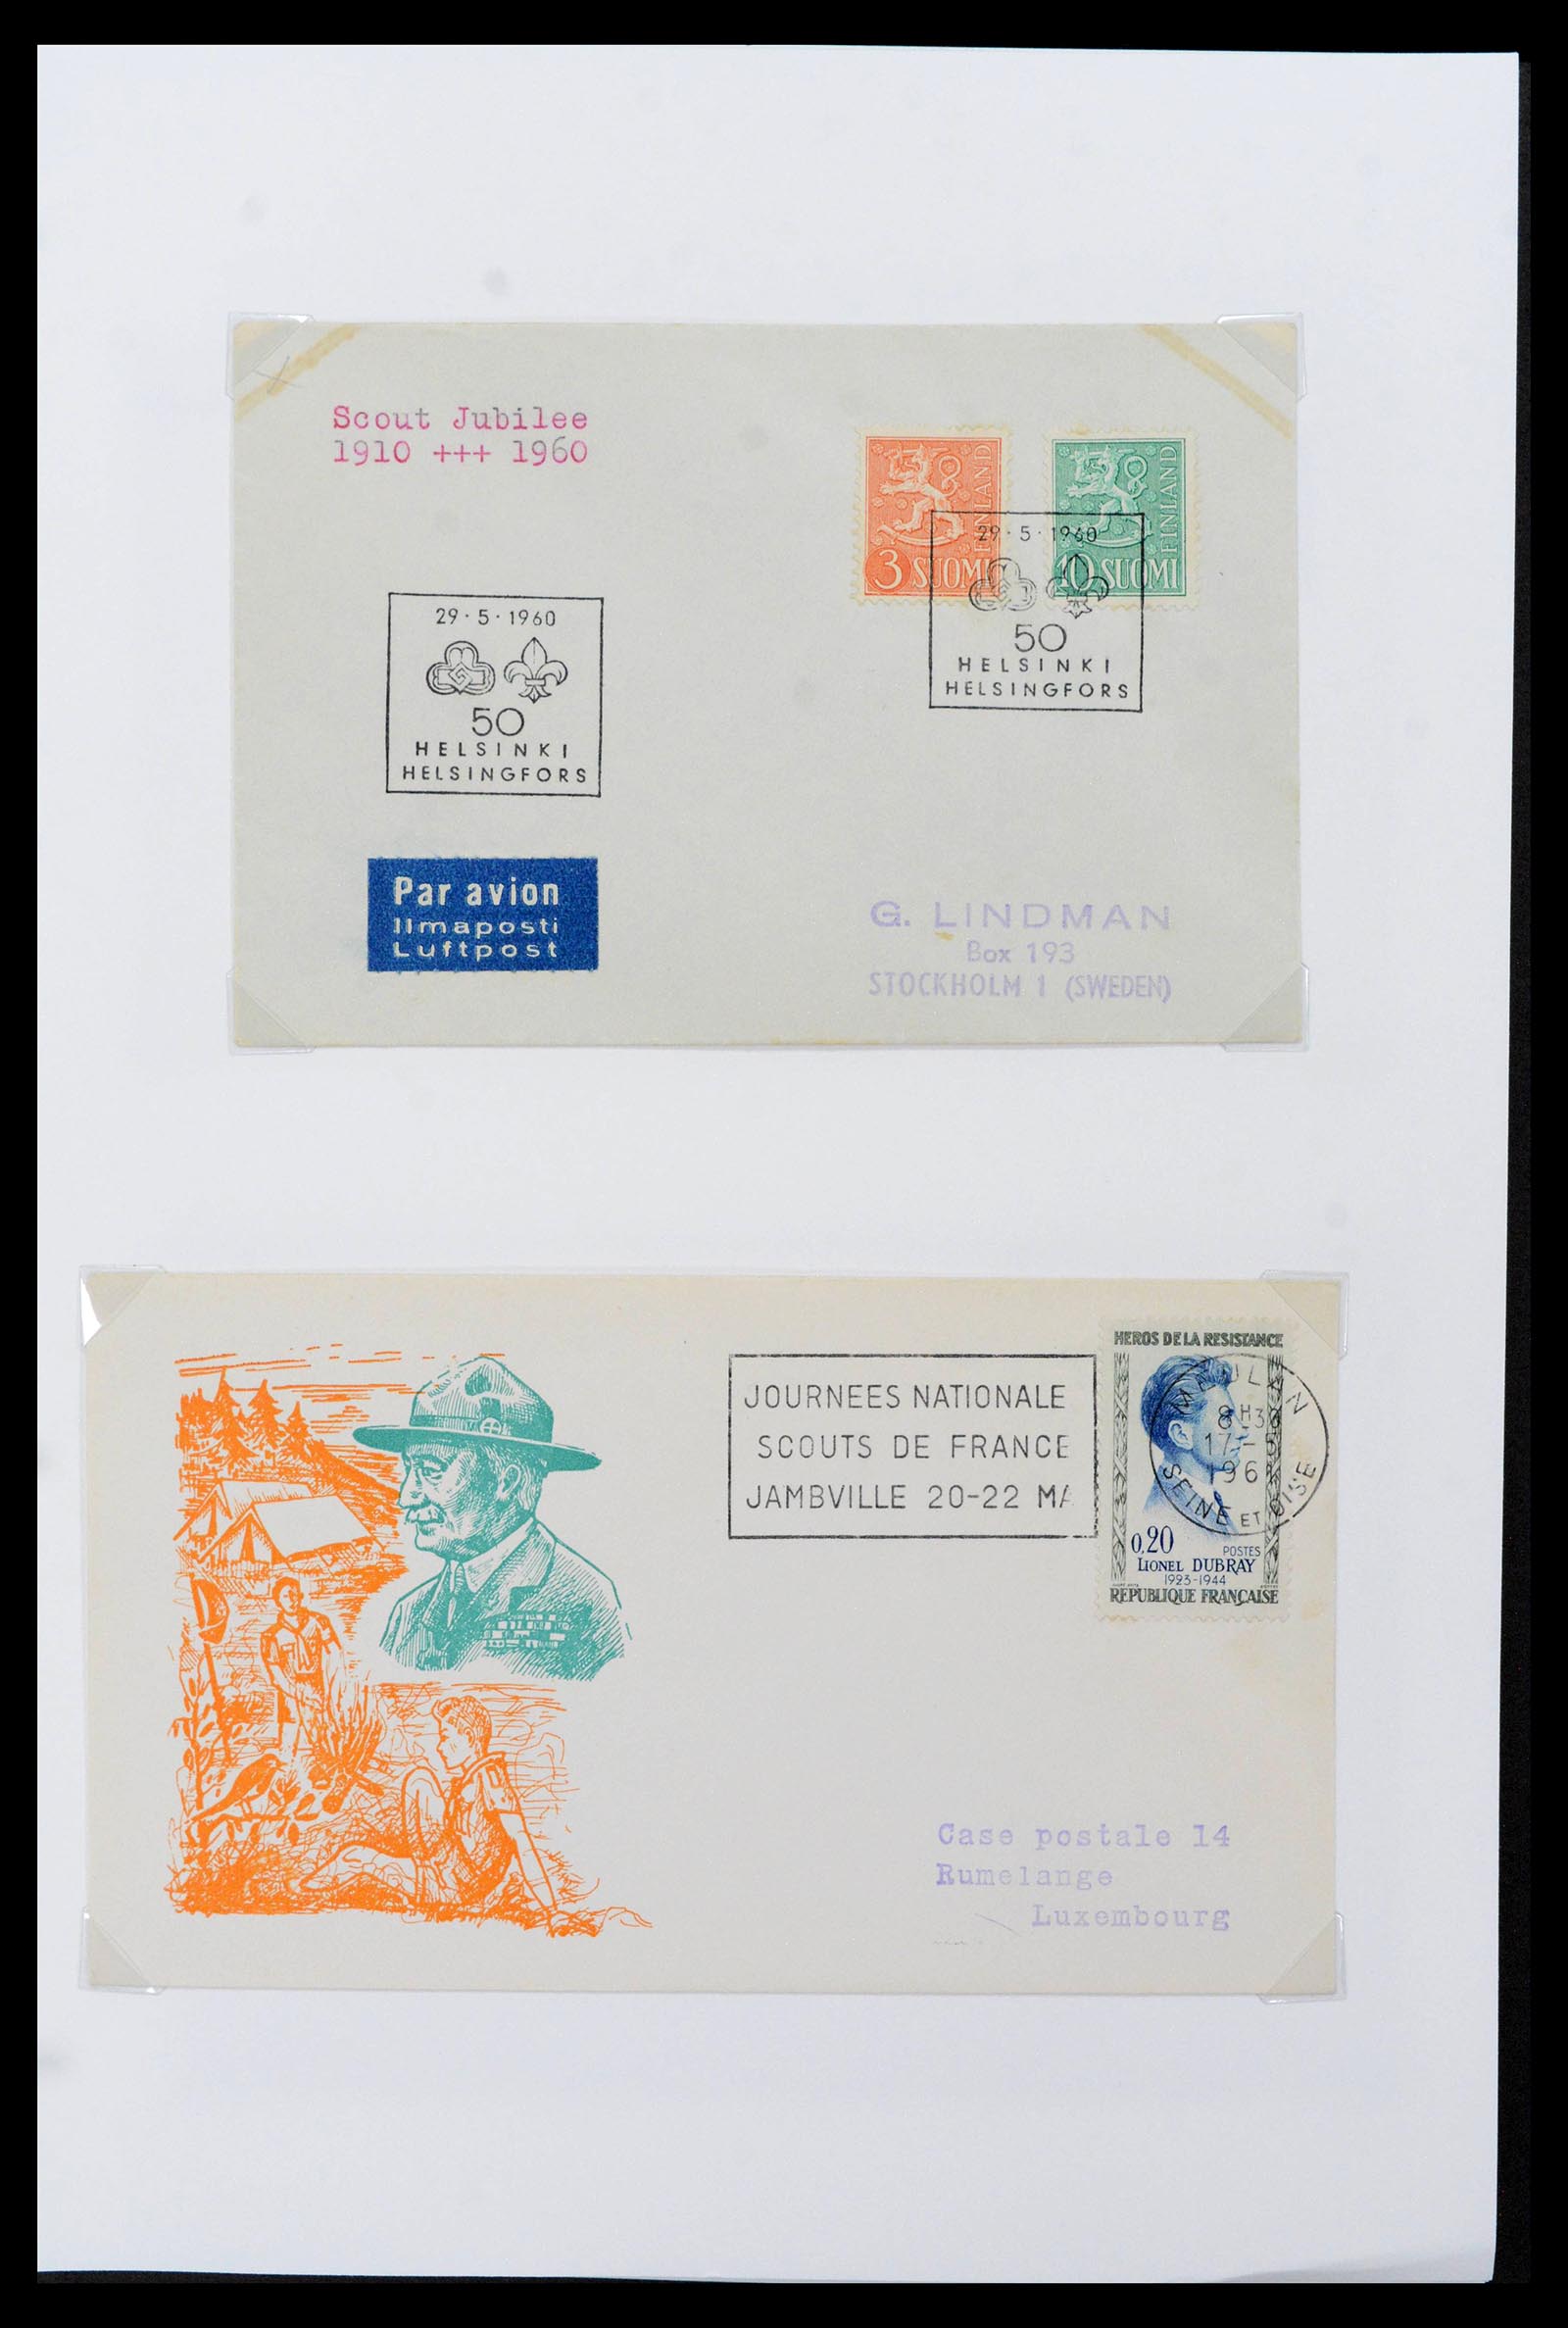 Scout Jubilee
1910 +++ 1960
3 SUOMI FINLAND
10 SUOMI FINLAND
29·5·1960
50
HELSINKI
HELSINGFORS
29·5·1960
50
HELSINKI
HELSINGFORS
Par avion
Ilmaposti
Luftpost
G. LINDMAN
Box 193
STOCKHOLM 1 (SWEDEN)
HEROS DE LA RESISTANCE
JOURNEES NATIONALE
SCOUTS DE FRANCE
JAMBVILLE 20-22 MA
SEINE ET OISE
0,20
POSTES
LIONEL DUBRAY
1923-1944
REPUBLIQUE FRANÇAISE
Case postale 14
Rumelange
Luxembourg